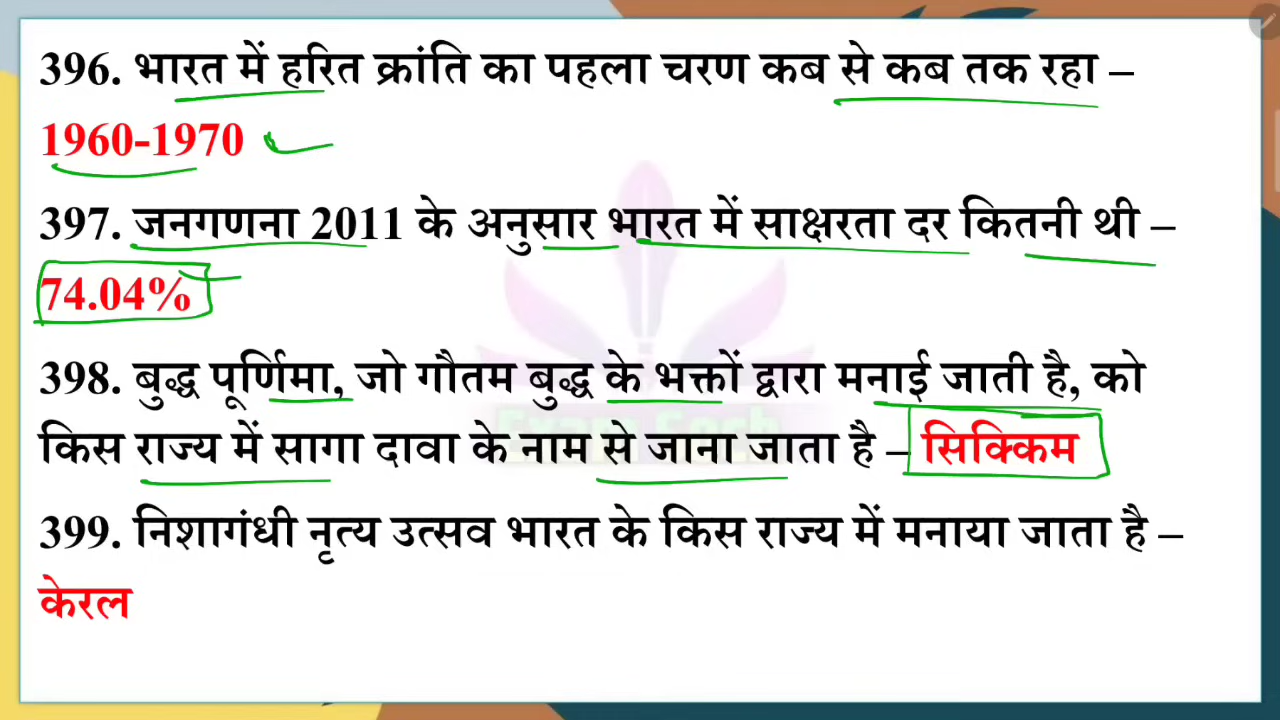 396. भारत में हरित क्रांति का पहला चरण कब से कब तक रहा –
1960-1970
397. जनगणना 2011 के अनुसार भारत में साक्षरता दर कितनी थी –
74.04%
398. बुद्ध पूर्णिमा, जो गौतम बुद्ध के भक्तों द्वारा मनाई जाती है, को
किस राज्य में सागा दावा के नाम से जाना जाता है – सिक्किम
399. निशागंधी नृत्य उत्सव भारत के किस राज्य में मनाया जाता है –
केरल